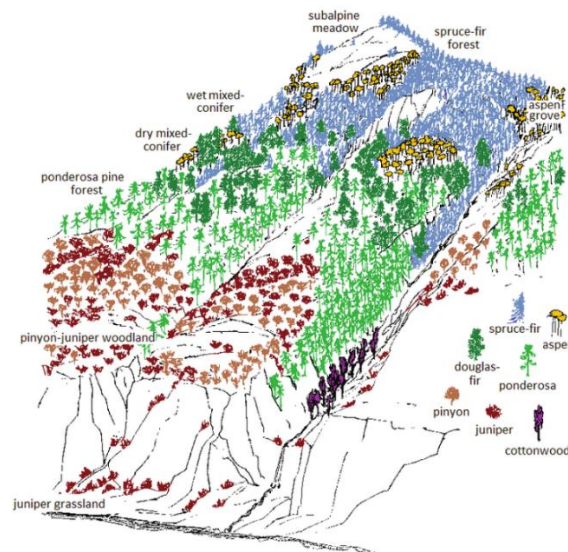 subalpine
meadow
spruce-fir
forest
wet mixed-
conifer
aspen
grove
dry mixed-
conifer
ponderosa pine
forest
pinyon-juniper woodland
spruce-fir
aspe
douglas-
fir
ponderosa
pinyon
juniper
cottonwood
juniper grassland